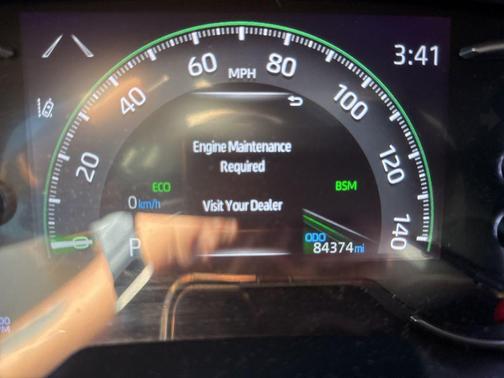 3:41
60
80
MPH
40
100
Engine Maintenance
Required
20
120
ECO
BSM
0 km/h
Visit Your Dealer
0
140
ODO
P
84374 mi